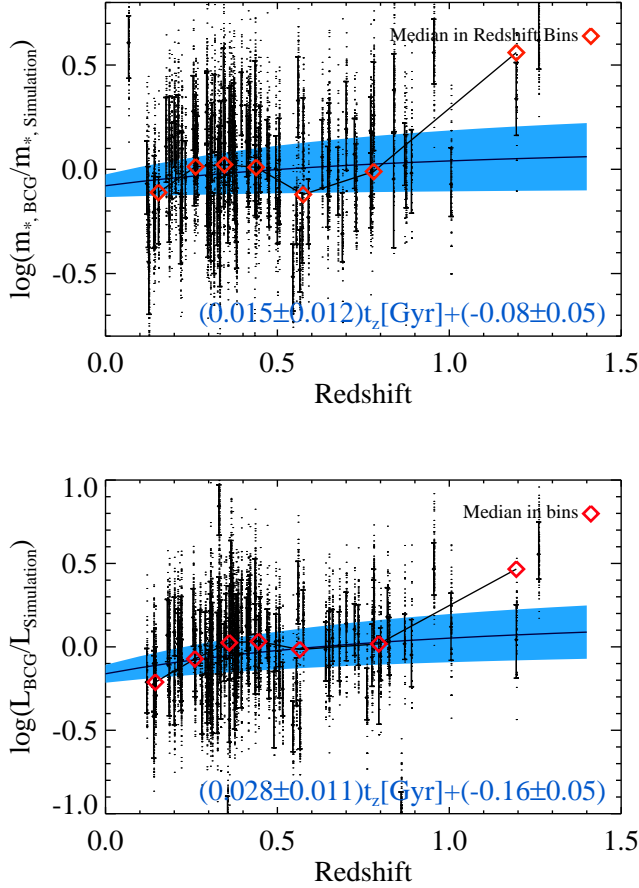 Median in Redshift Bins
0.5
0.0
-0.5
log(m*, BCG/m*, Simulation)
(0.015±0.012)tz[Gyr]+(-0.08±0.05)
0.0 0.5 1.0 1.5
Redshift
1.0
Median in bins
0.5
0.0
-0.5
-1.0
log(LBCG/LSimulation)
(0.028±0.011)tz[Gyr]+(-0.16±0.05)
0.0 0.5 1.0 1.5
Redshift